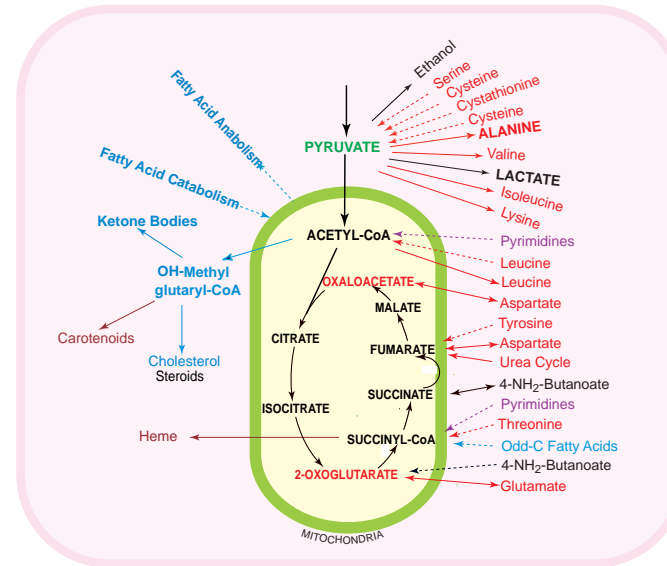 Ethanol
Serine
Cysteine
Cystathionine
Cysteine
ALANINE
Valine
LACTATE
Isoleucine
Lysine
PYRUVATE
Fatty Acid Anabolism
Fatty Acid Catabolism
Ketone Bodies
OH-Methyl
glutaryl-CoA
Carotenoids
Cholesterol
Steroids
Heme
ACETYL-CoA
OXALOACETATE
MALATE
CITRATE
FUMARATE
SUCCINATE
ISOCITRATE
SUCCINYL-CoA
2-OXOGLUTARATE
Pyrimidines
Leucine
Leucine
Aspartate
Tyrosine
Aspartate
Urea Cycle
4-NH₂-Butanoate
Pyrimidines
Threonine
Odd-C Fatty Acids
4-NH₂-Butanoate
Glutamate
MITOCHONDRIA